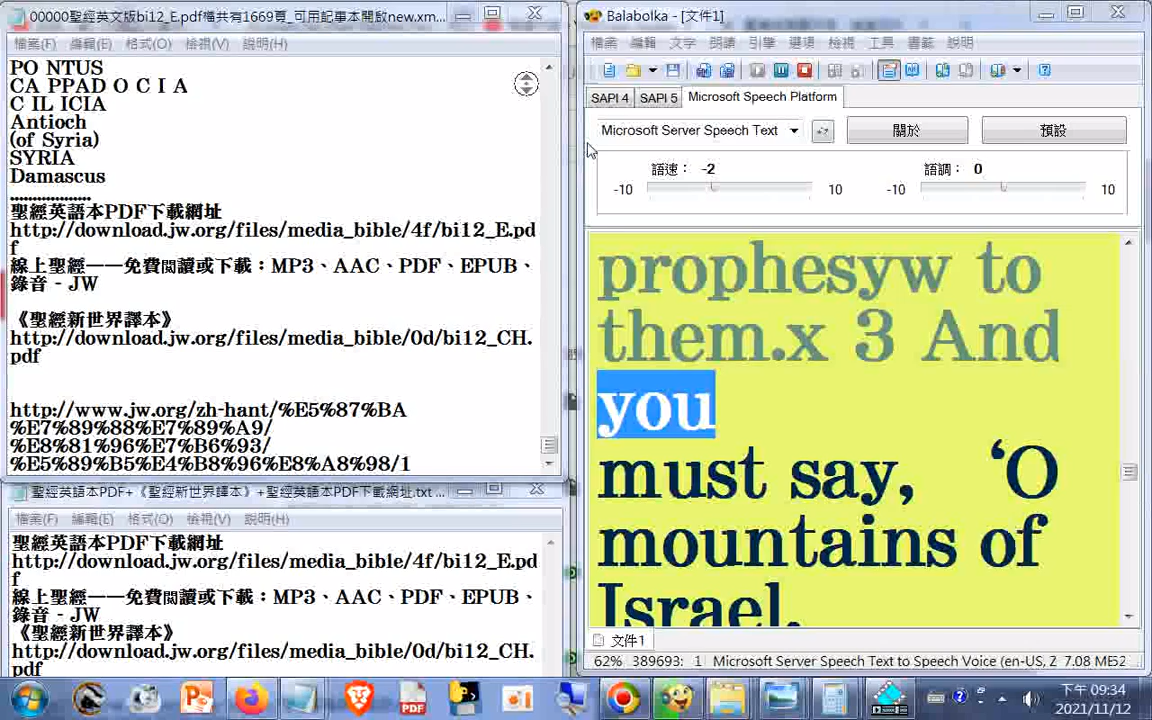 00000聖經英文版bi12_E.pdf檔共有1669頁_可用記事本開啟new.xm...
檔案(F) 編輯(E) 格式(O) 檢視(V) 說明(H)
PO NTUS
CA PPAD O C I A
C IL ICIA
Antioch
(of Syria)
SYRIA
Damascus
..................
聖經英語本PDF下載網址
http://download.jw.org/files/media_bible/4f/bi12_E.pd
f
線上聖經——免費閱讀或下載：MP3、AAC、PDF、EPUB、
錄音 - JW
《聖經新世界譯本》
http://download.jw.org/files/media_bible/0d/bi12_CH.
pdf
http://www.jw.org/zh-hant/%E5%87%BA
%E7%89%88%E7%89%A9/
%E8%81%96%E7%B6%93/
%E5%89%B5%E4%B8%96%E8%A8%98/1
聖經英語本PDF+《聖經新世界譯本》+聖經英語本PDF下載網址.txt ...
檔案(F) 編輯(E) 格式(O) 檢視(V) 說明(H)
聖經英語本PDF下載網址
http://download.jw.org/files/media_bible/4f/bi12_E.pd
f
線上聖經——免費閱讀或下載：MP3、AAC、PDF、EPUB、
錄音 - JW
《聖經新世界譯本》
http://download.jw.org/files/media_bible/0d/bi12_CH.
pdf
Balabolka - [文件1]
檔案 編輯 文字 朗讀 引擎 選項 檢視 工具 書籤 說明
SAPI 4 SAPI 5 Microsoft Speech Platform
Microsoft Server Speech Text 關於 預設
語速： -2 語調： 0
-10 10 -10 10
prophesyw to
them.x 3 And
you
must say, ‘O
mountains of
Israel,
文件1
62% 389693: 1 Microsoft Server Speech Text to Speech Voice (en-US, Z 7.08 ME52
下午 09:34
2021/11/12